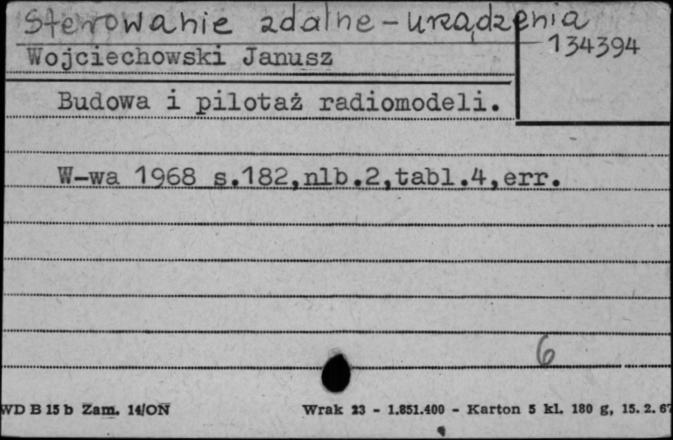 Sterowanie zdalne - urządzenia
134394
Wojciechowski Janusz
Budowa i pilotaż radiomodeli.
W-wa 1968 s.182,nlb.2,tabl.4,err.
6
WD B 15 b Zam. 14/ON
Wrak 23 - 1.851.400 - Karton 5 kl. 180 g, 15. 2. 67